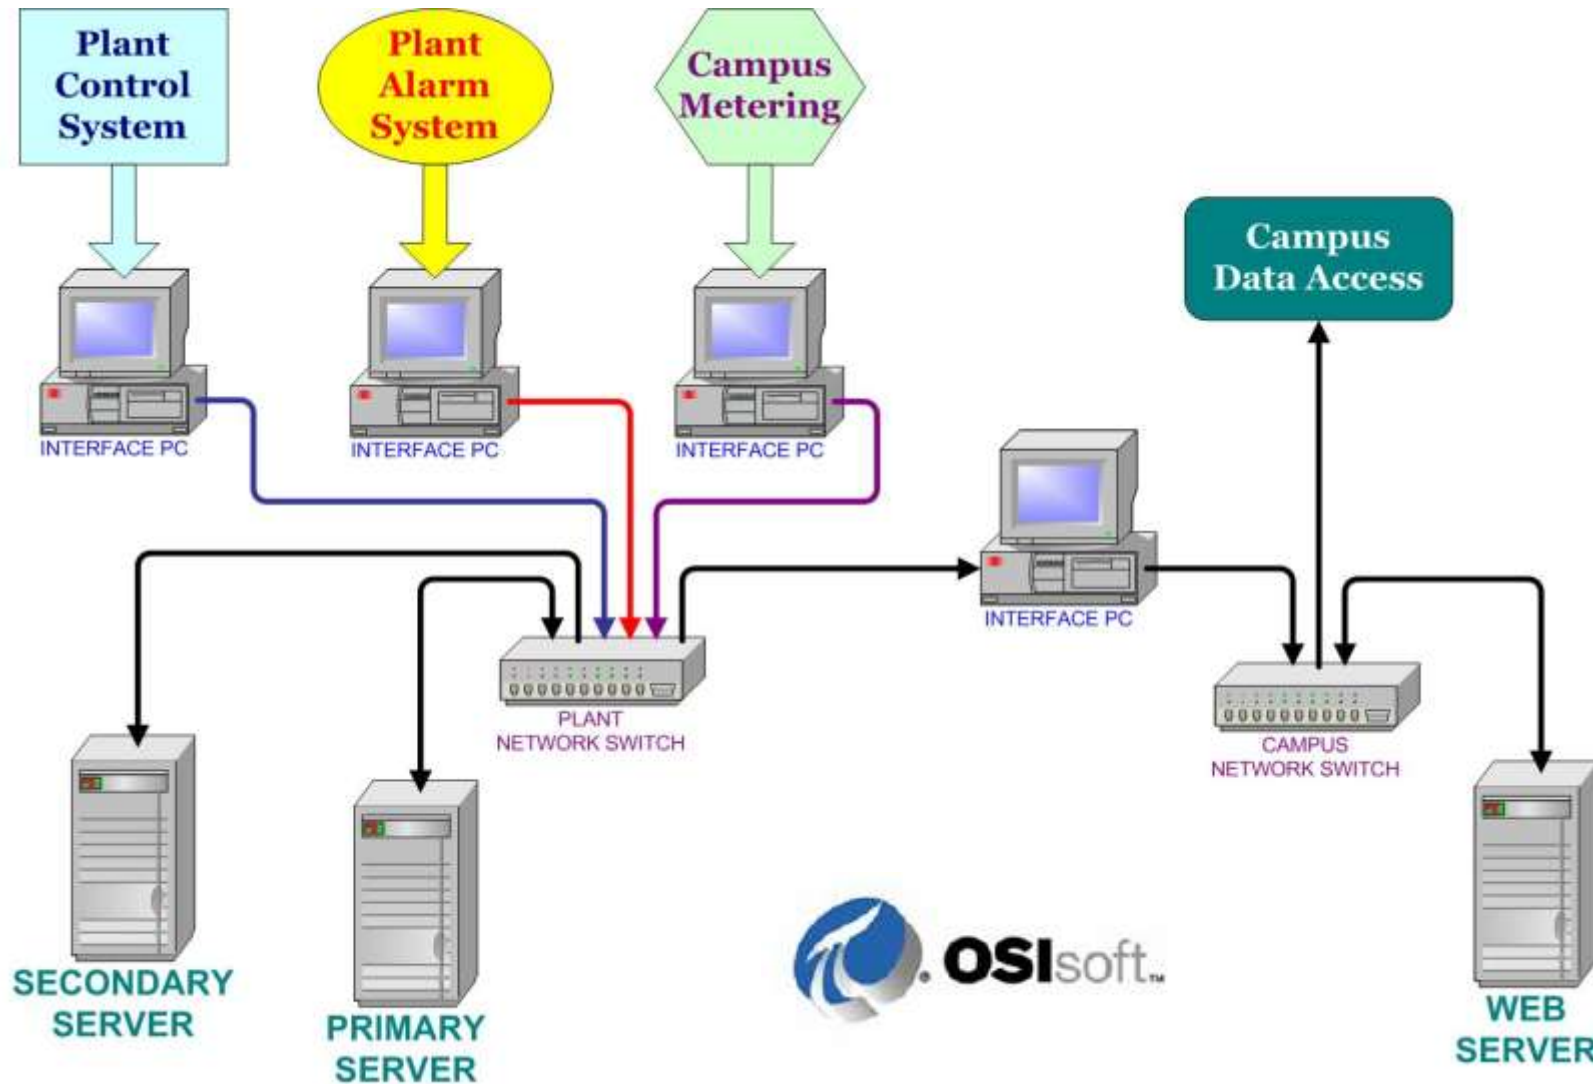 Plant
Control
System
Plant
Alarm
System
Campus
Metering
Campus
Data Access
INTERFACE PC
INTERFACE PC
INTERFACE PC
INTERFACE PC
PLANT
NETWORK SWITCH
CAMPUS
NETWORK SWITCH
SECONDARY
SERVER
PRIMARY
SERVER
OSIsoft™
WEB
SERVER